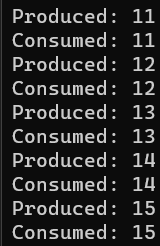 Produced: 11
Consumed: 11
Produced: 12
Consumed: 12
Produced: 13
Consumed: 13
Produced: 14
Consumed: 14
Produced: 15
Consumed: 15